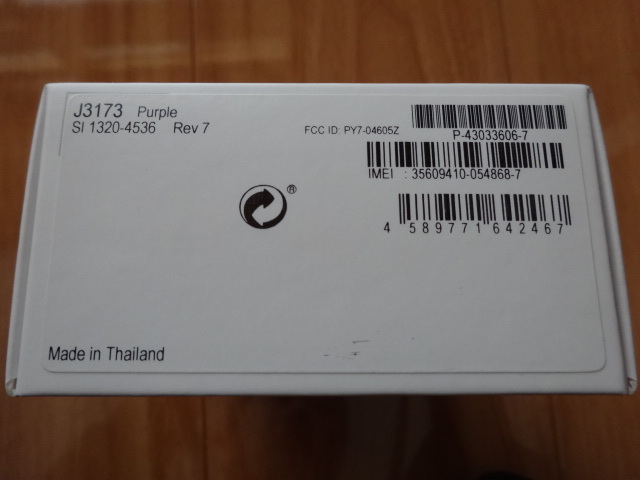 J3173 Purple
SI 1320-4536 Rev 7
FCC ID: PY7-04605Z
P-43033606-7
IMEI : 35609410-054868-7
4 589771 642467
®
Made in Thailand